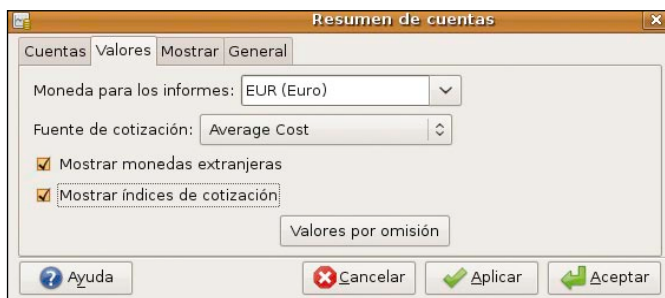 Resumen de cuentas
Cuentas Valores Mostrar General
Moneda para los informes: EUR (Euro)
Fuente de cotización: Average Cost
Mostrar monedas extranjeras
Mostrar índices de cotización
Valores por omisión
Ayuda Cancelar Aplicar Aceptar